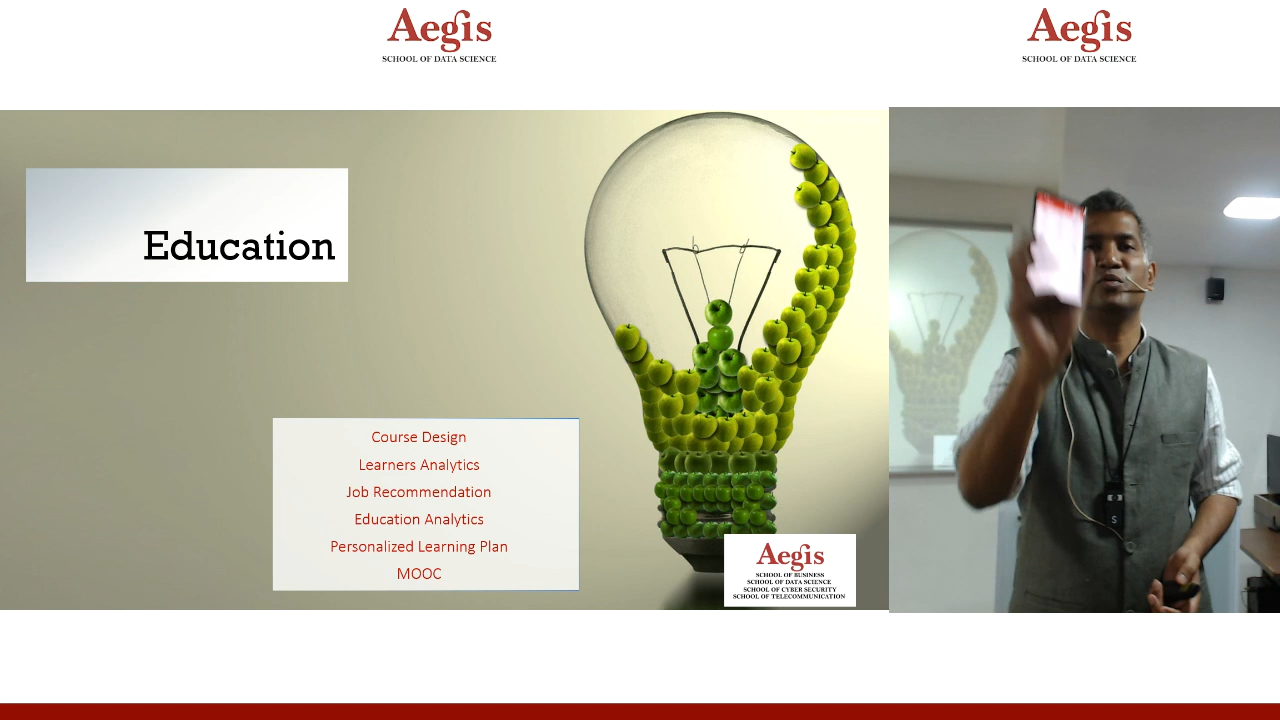 Aegis
SCHOOL OF DATA SCIENCE
Aegis
SCHOOL OF DATA SCIENCE
Education
Course Design
Learners Analytics
Job Recommendation
Education Analytics
Personalized Learning Plan
MOOC
Aegis
SCHOOL OF BUSINESS
SCHOOL OF DATA SCIENCE
SCHOOL OF CYBER SECURITY
SCHOOL OF TELECOMMUNICATION
S